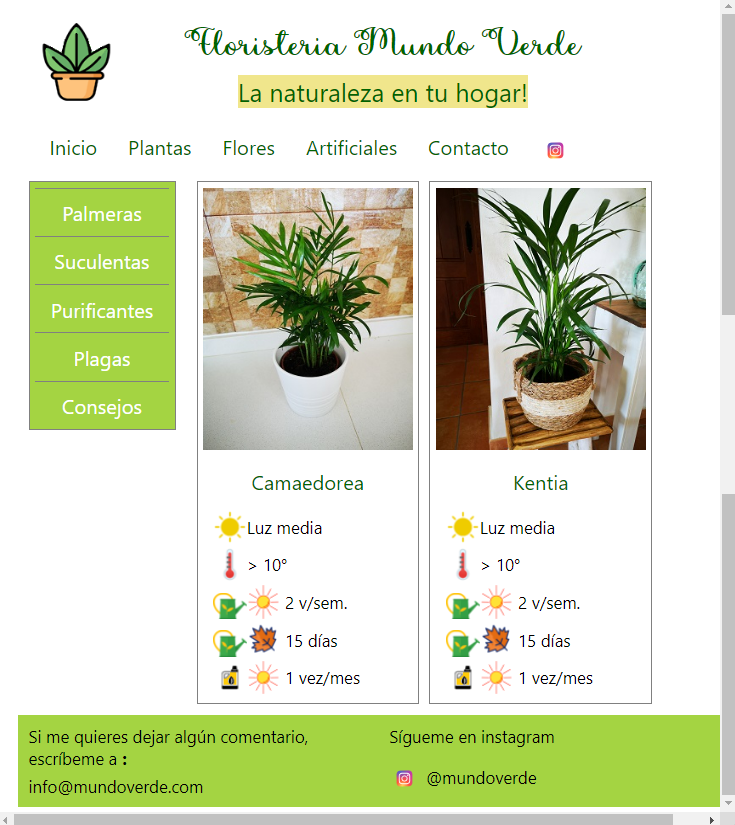 Floristeria Mundo Verde
La naturaleza en tu hogar!
Inicio Plantas Flores Artificiales Contacto
Palmeras
Suculentas
Purificantes
Plagas
Consejos
Camaedorea
Luz media
> 10º
2 v/sem.
15 días
1 vez/mes
Kentia
Luz media
> 10º
2 v/sem.
15 días
1 vez/mes
Si me quieres dejar algún comentario,
escríbeme a :
info@mundoverde.com
Sígueme en instagram
@mundoverde